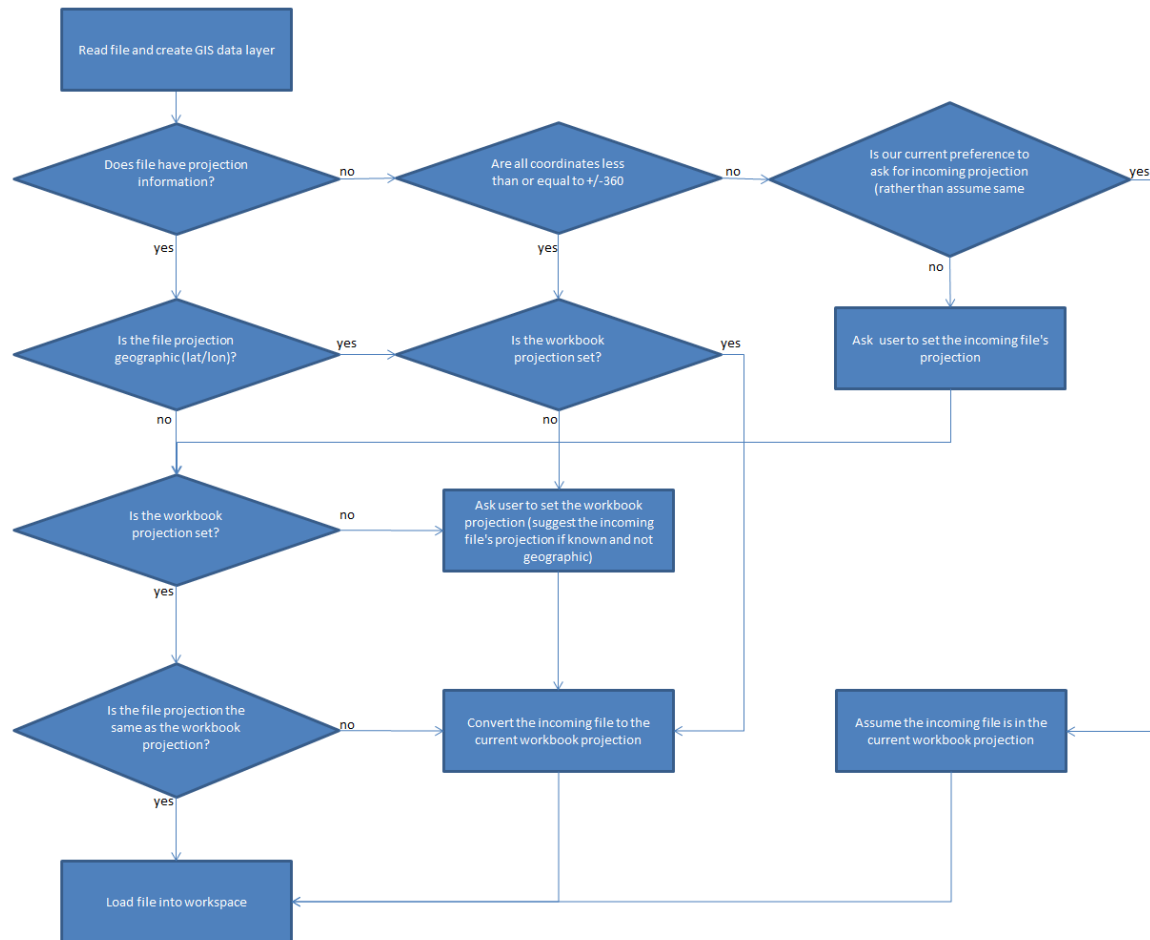 Read file and create GIS data layer
Does file have projection
information?
no
Are all coordinates less
than or equal to +/-360
no
Is our current preference to
ask for incoming projection
(rather than assume same
yes
yes
yes
no
Is the file projection
geographic (lat/lon)?
yes
Is the workbook
projection set?
yes
Ask  user to set the incoming file's
projection
no
no
Is the workbook
projection set?
no
Ask user to set the workbook
projection (suggest the incoming
file's projection if known and not
geographic)
yes
Is the file projection the
same as the workbook
projection?
no
Convert the incoming file to the
current workbook projection
Assume the incoming file is in the
current workbook projection
yes
Load file into workspace